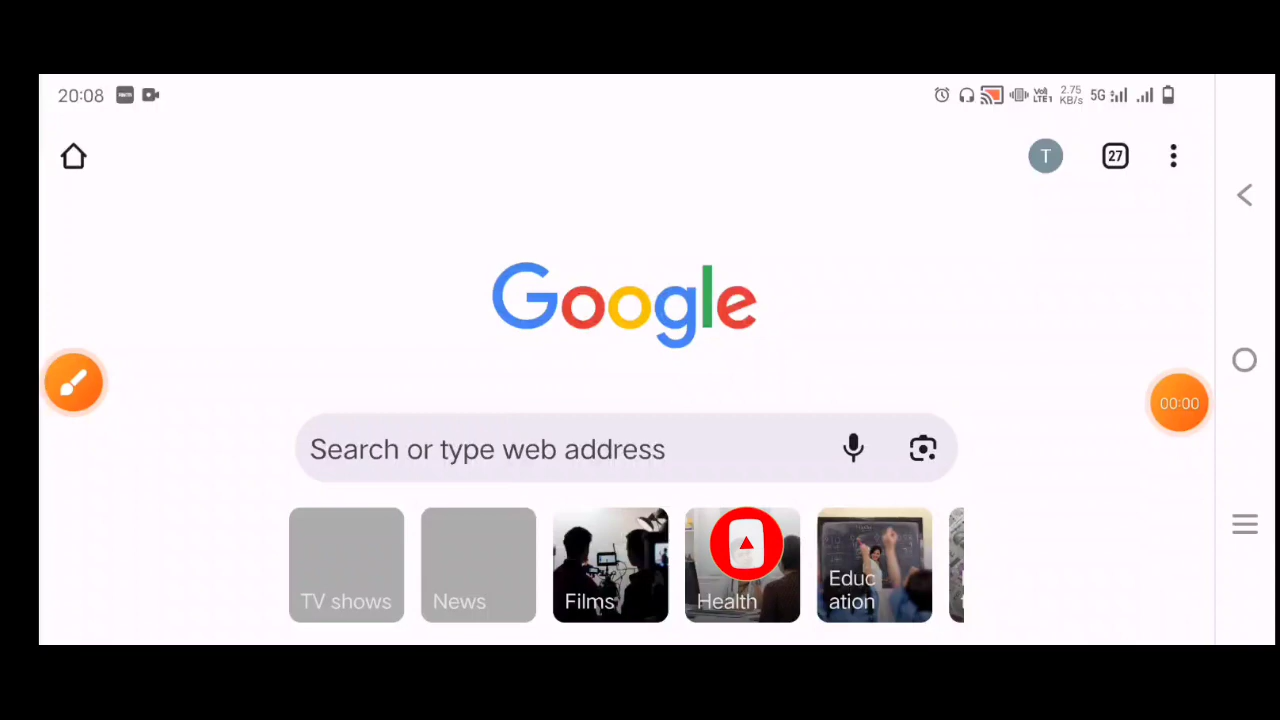 20:08
VoLTE1 2.75 KB/s 5G
T 27
Google
00:00
Search or type web address
TV shows
News
Films
Health
Educ
ation